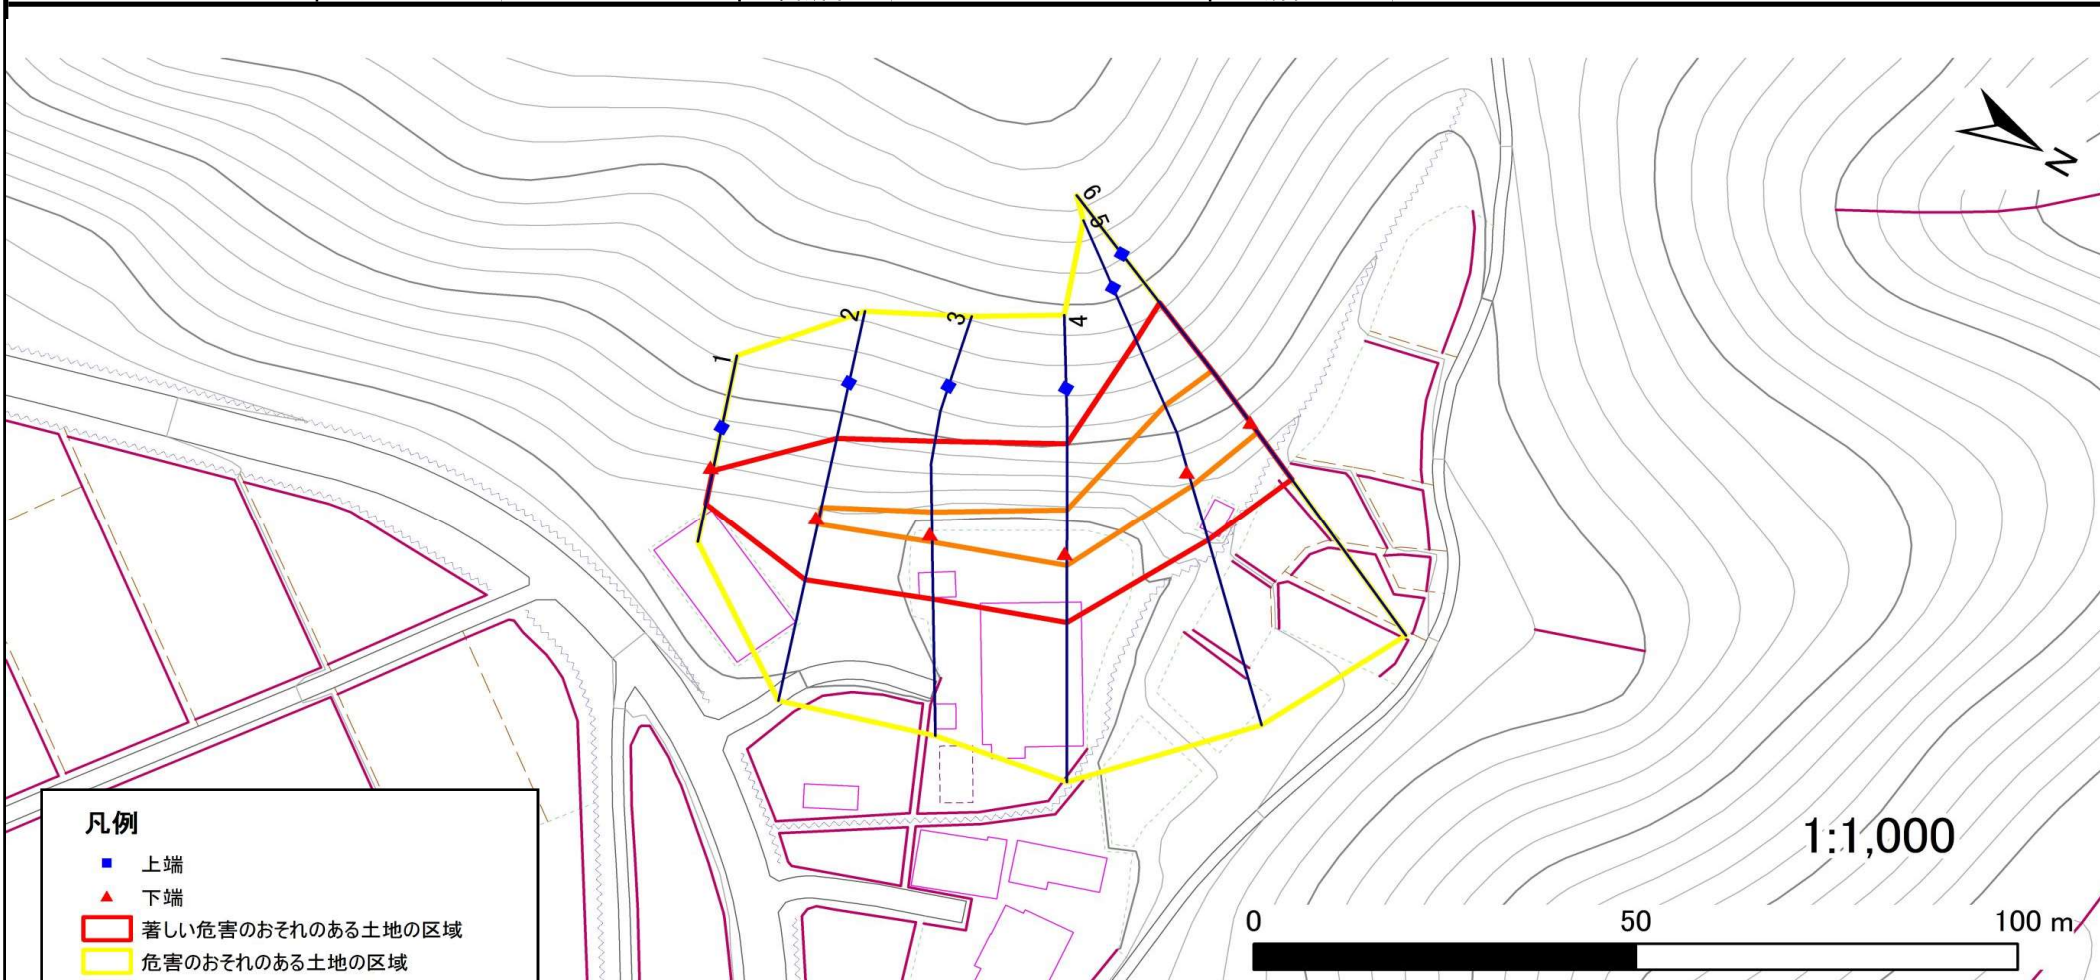 6
5
2
3
4
1
N
1:1,000
0 50 100 m
凡例
上端
下端
著しい危害のおそれのある土地の区域
危害のおそれのある土地の区域